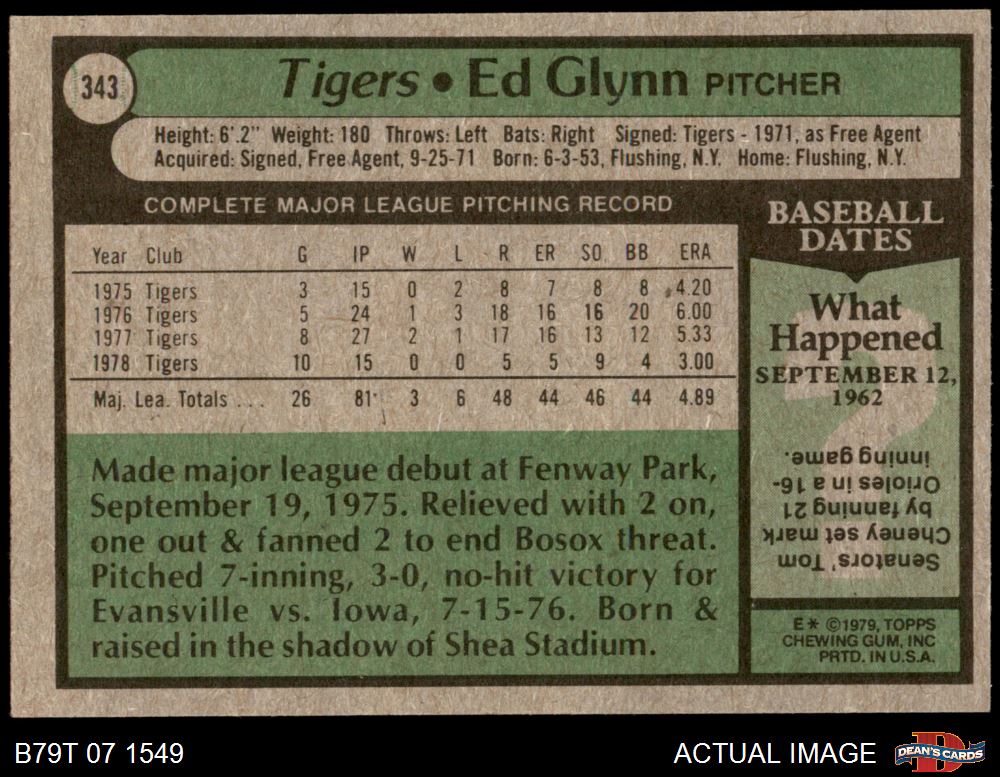 343
Tigers • Ed Glynn PITCHER
Height: 6'.2" Weight: 180 Throws: Left Bats: Right Signed: Tigers - 1971, as Free Agent
Acquired: Signed, Free Agent, 9-25-71 Born: 6-3-53, Flushing, N.Y. Home: Flushing, N.Y.
COMPLETE MAJOR LEAGUE PITCHING RECORD
Year Club G IP W L R ER SO BB ERA
1975 Tigers 3 15 0 2 8 7 8 8 4.20
1976 Tigers 5 24 1 3 18 16 16 20 6.00
1977 Tigers 8 27 2 1 17 16 13 12 5.33
1978 Tigers 10 15 0 0 5 5 9 4 3.00
Maj. Lea. Totals ... 26 81 3 6 48 44 46 44 4.89
Made major league debut at Fenway Park,
September 19, 1975. Relieved with 2 on,
one out & fanned 2 to end Bosox threat.
Pitched 7-inning, 3-0, no-hit victory for
Evansville vs. Iowa, 7-15-76. Born &
raised in the shadow of Shea Stadium.
BASEBALL
DATES
What
Happened
SEPTEMBER 12,
1962
Senators' Tom
Cheney set mark
by fanning 21
Orioles in a 16-
inning game.
E* ©1979, TOPPS
CHEWING GUM, INC
PRTD. IN U.S.A.
B79T 07 1549
ACTUAL IMAGE
DEAN'S CARDS